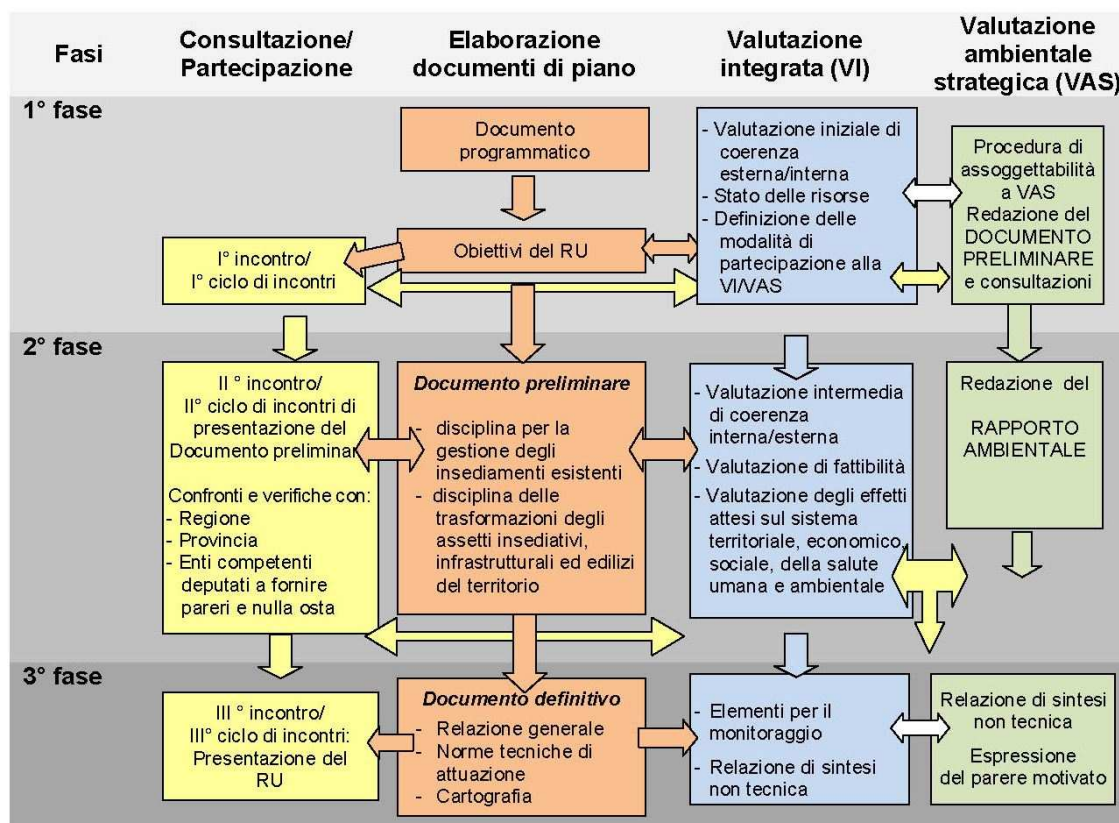 Fasi
Consultazione/
Partecipazione
Elaborazione
documenti di piano
Valutazione
integrata (VI)
Valutazione
ambientale
strategica (VAS)
1° fase
Documento
programmatico
Obiettivi del RU
I° incontro/
I° ciclo di incontri
- Valutazione iniziale di
coerenza
esterna/interna
- Stato delle risorse
- Definizione delle
modalità di
partecipazione alla
VI/VAS
Procedura di
assoggettabilità
a VAS
Redazione del
DOCUMENTO
PRELIMINARE
e consultazioni
2° fase
II ° incontro/
II° ciclo di incontri di
presentazione del
Documento preliminar
Confronti e verifiche con:
- Regione
- Provincia
- Enti competenti
deputati a fornire
pareri e nulla osta
Documento preliminare
- disciplina per la
gestione degli
insediamenti esistenti
- disciplina delle
trasformazioni degli
assetti insediativi,
infrastrutturali ed edilizi
del territorio
- Valutazione intermedia
di coerenza
interna/esterna
- Valutazione di fattibilità
- Valutazione degli effetti
attesi sul sistema
territoriale, economico,
sociale, della salute
umana e ambientale
Redazione del
RAPPORTO
AMBIENTALE
3° fase
III ° incontro/
III° ciclo di incontri:
Presentazione del
RU
Documento definitivo
- Relazione generale
- Norme tecniche di
attuazione
- Cartografia
- Elementi per il
monitoraggio
- Relazione di sintesi
non tecnica
Relazione di sintesi
non tecnica
Espressione
del parere motivato